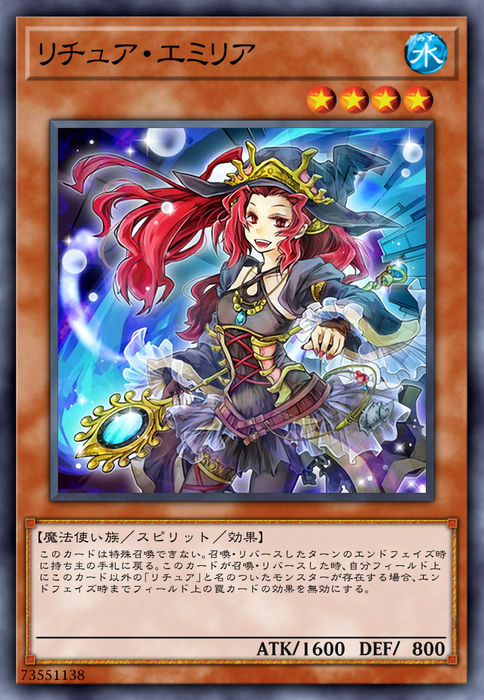 リチュア・エミリア
みず
水
【魔法使い族／スピリット／効果】
このカードは特殊召喚できない。召喚・リバースしたターンのエンドフェイズ時
に持ち主の手札に戻る。このカードが召喚・リバースした時、自分フィールド上
にこのカード以外の「リチュア」と名のついたモンスターが存在する場合、エン
ドフェイズ時までフィールド上の罠カードの効果を無効にする。
ATK/1600 DEF/ 800
73551138